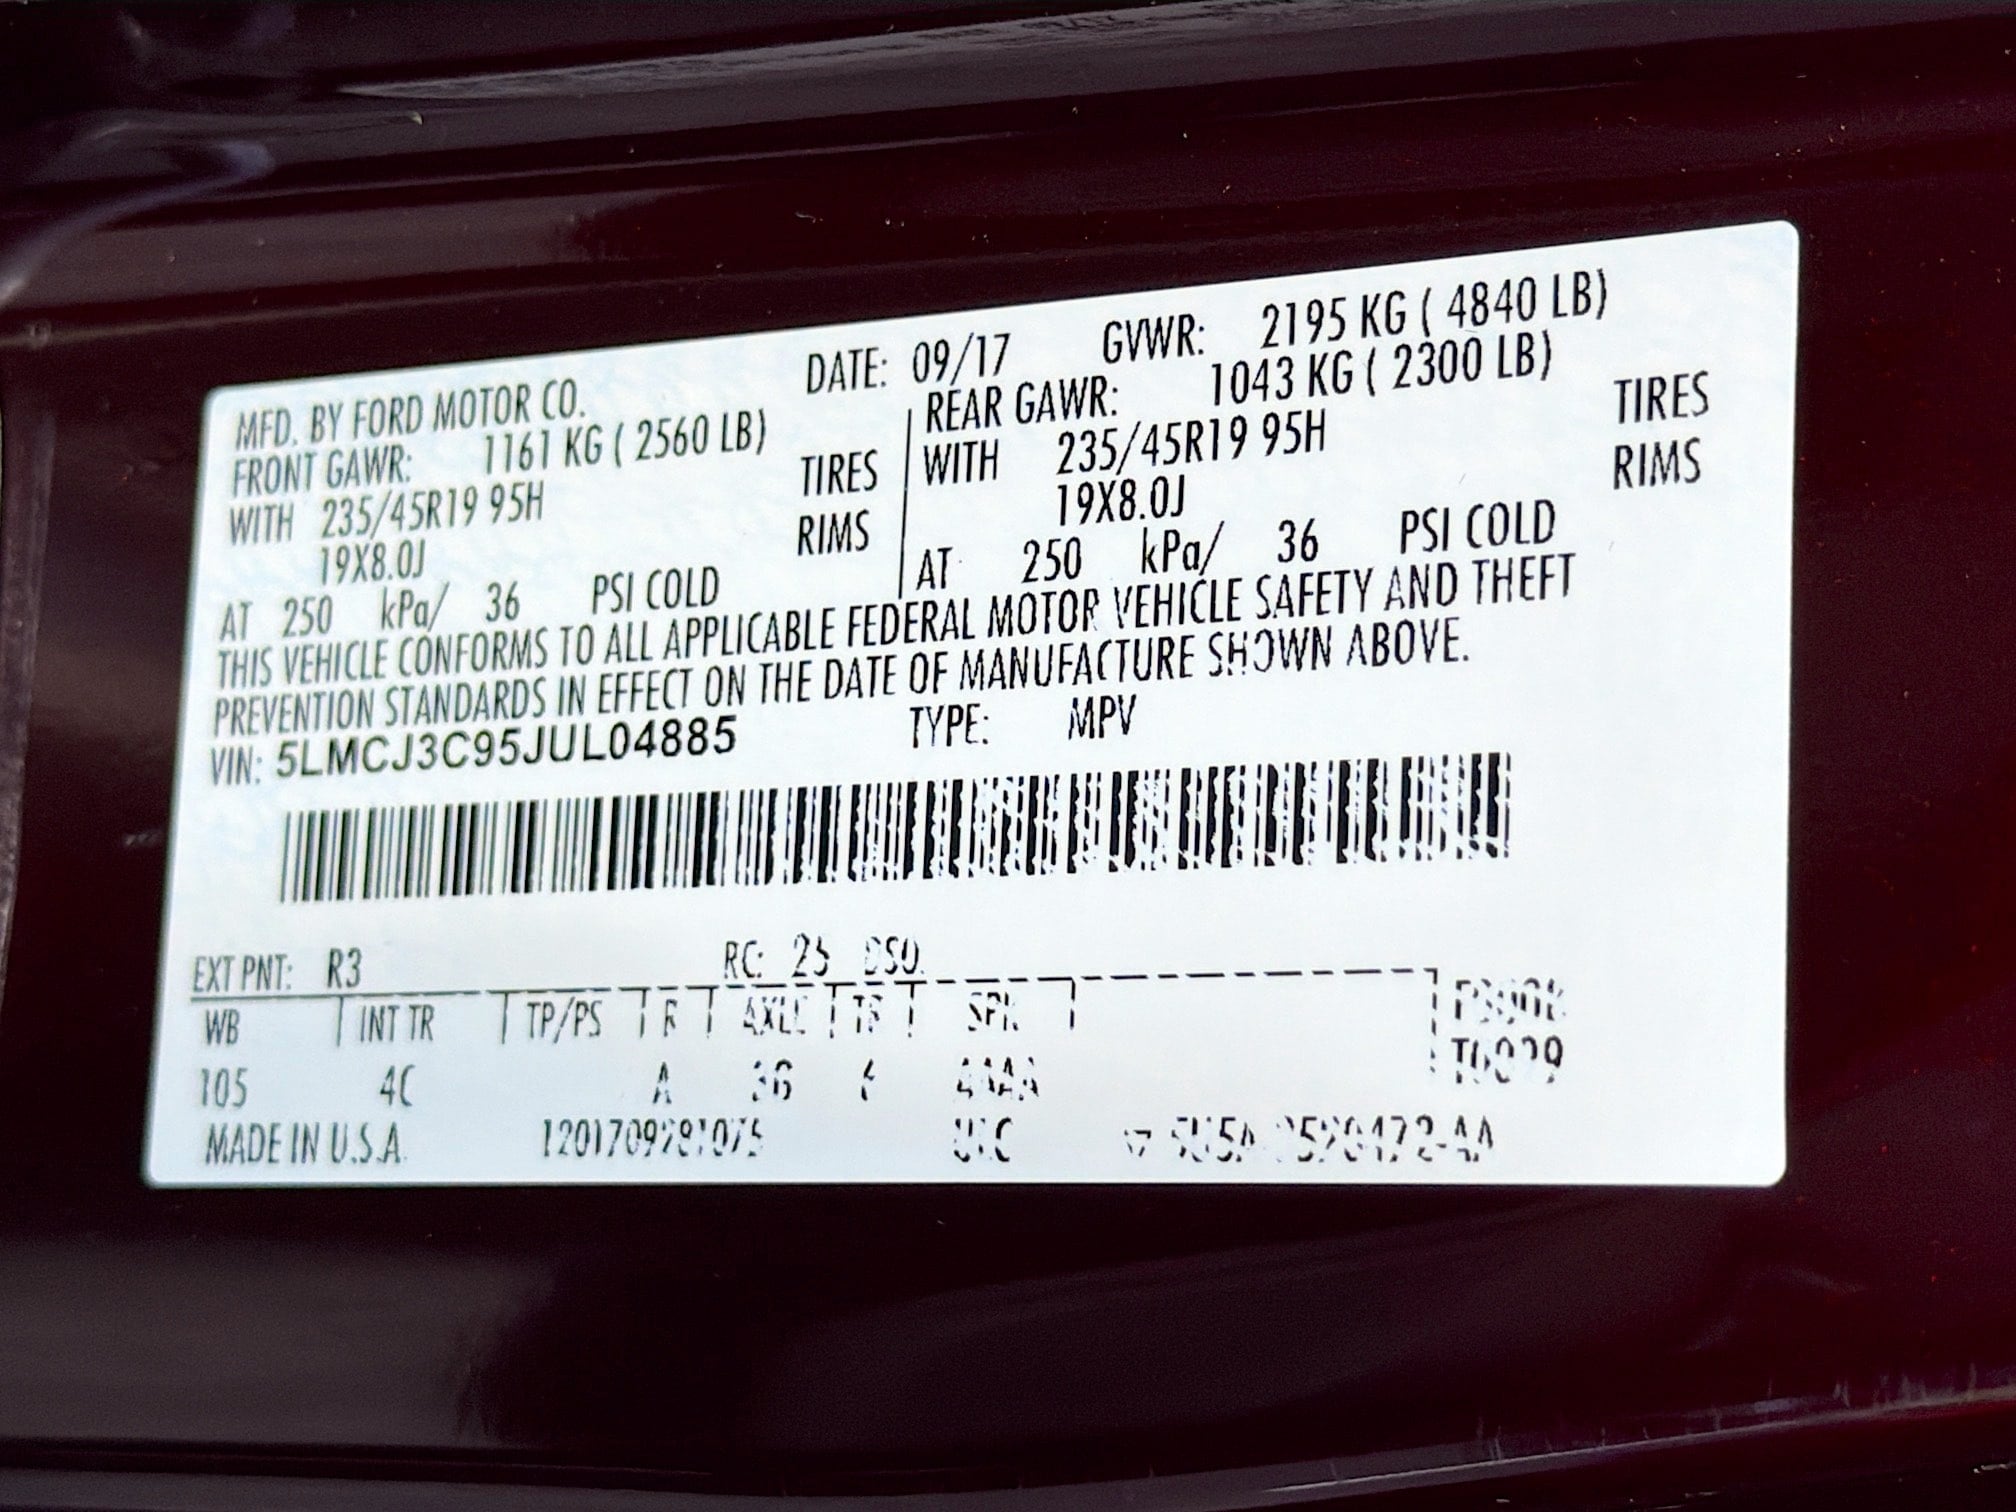 MFD. BY FORD MOTOR CO. DATE: 09/17 GVWR: 2195 KG ( 4840 LB)
FRONT GAWR: 1161 KG ( 2560 LB) REAR GAWR: 1043 KG ( 2300 LB)
WITH 235/45R19 95H TIRES WITH 235/45R19 95H TIRES
19X8.0J RIMS 19X8.0J RIMS
AT 250 kPa/ 36 PSI COLD AT 250 kPa/ 36 PSI COLD
THIS VEHICLE CONFORMS TO ALL APPLICABLE FEDERAL MOTOR VEHICLE SAFETY AND THEFT
PREVENTION STANDARDS IN EFFECT ON THE DATE OF MANUFACTURE SHOWN ABOVE.
VIN: 5LMCJ3C95JUL04885 TYPE: MPV
EXT PNT: R3 RC: 25
WB INT TR TP/PS R AXLE
105 4C A
MADE IN U.S.A.